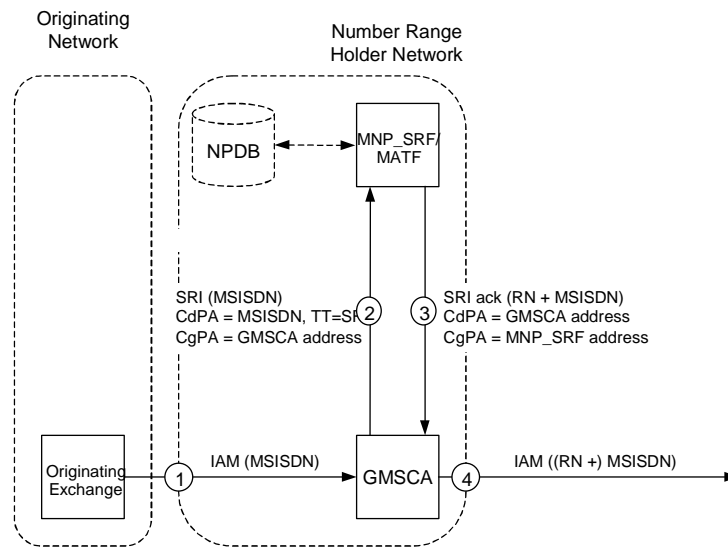 Originating
Network
Number Range
Holder Network
NPDB
MNP_SRF/
MATF
SRI (MSISDN)
CdPA = MSISDN, TT=SRI
CgPA = GMSCA address
2
3
SRI ack (RN + MSISDN)
CdPA = GMSCA address
CgPA = MNP_SRF address
Originating
Exchange
1
IAM (MSISDN)
GMSCA
4
IAM ((RN +) MSISDN)